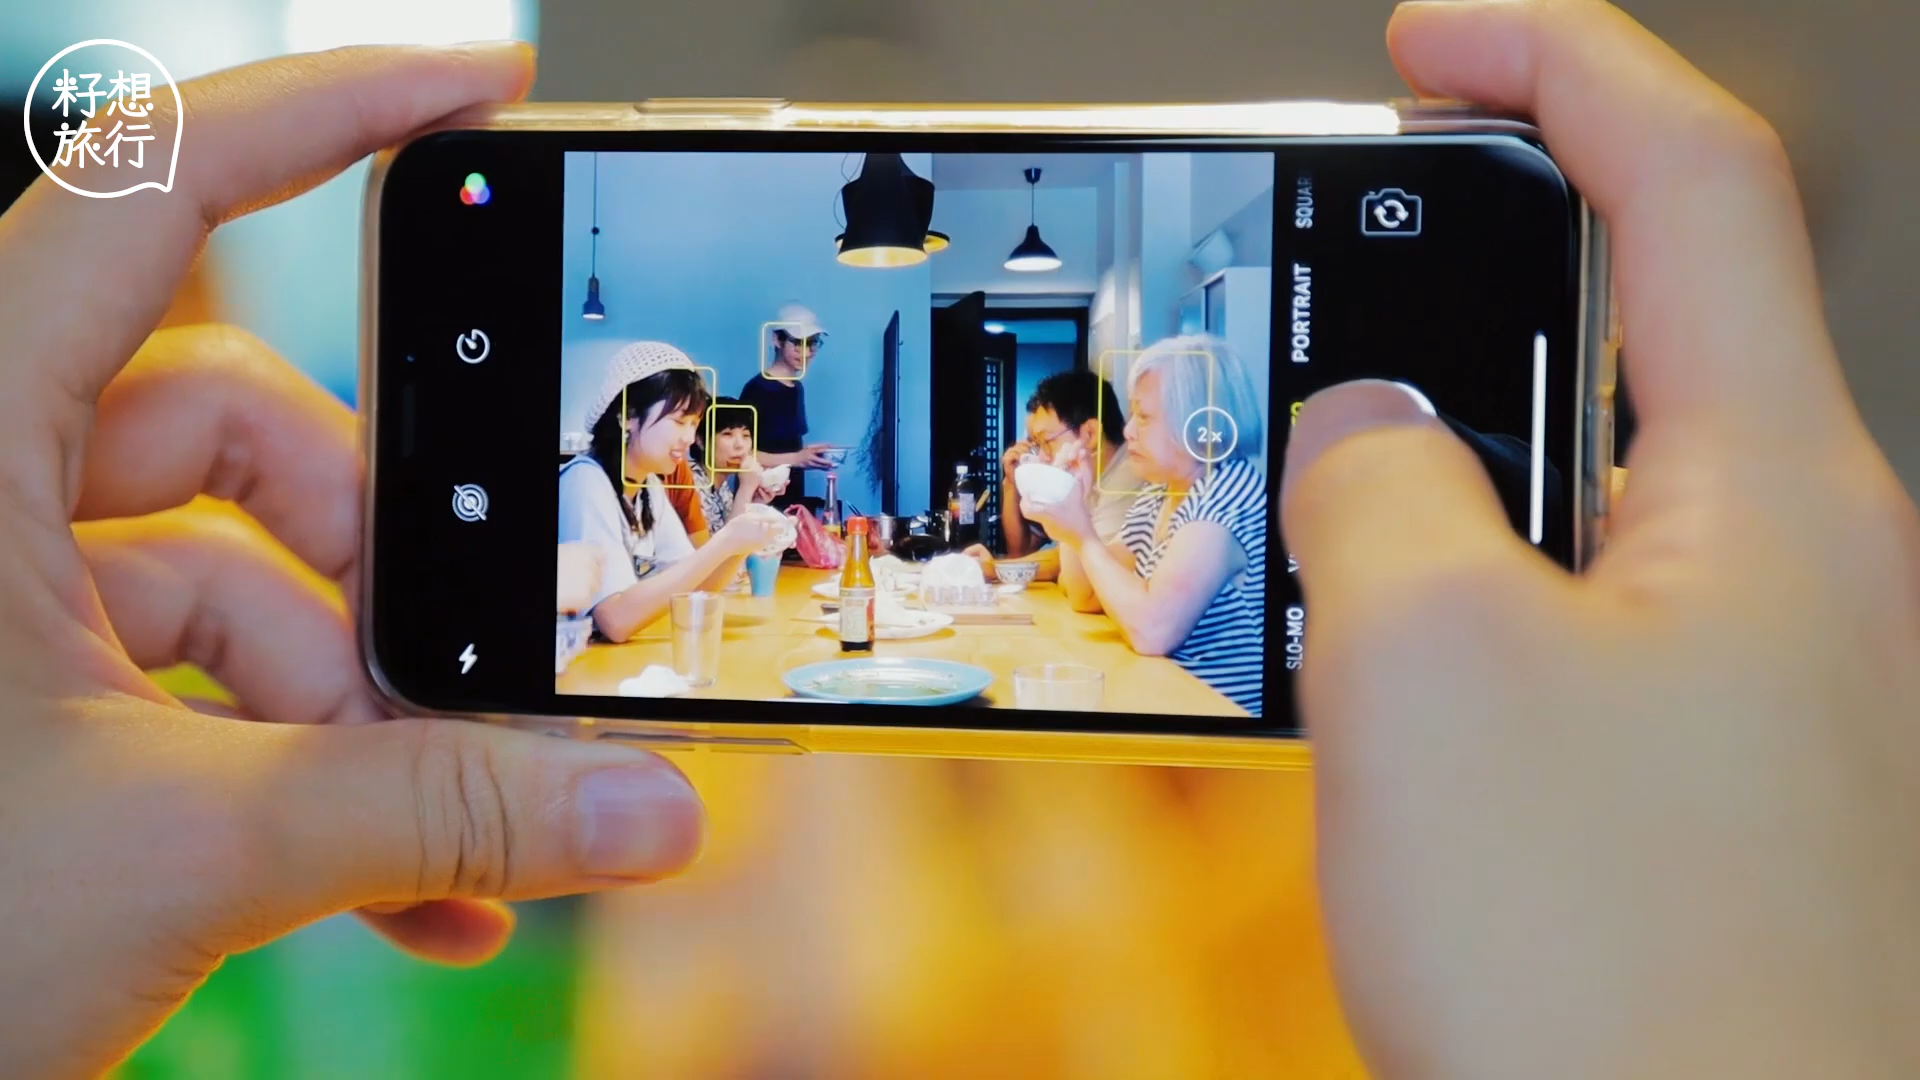 籽想
旅行
SQUAR
PORTRAIT
2x
SLO-MO